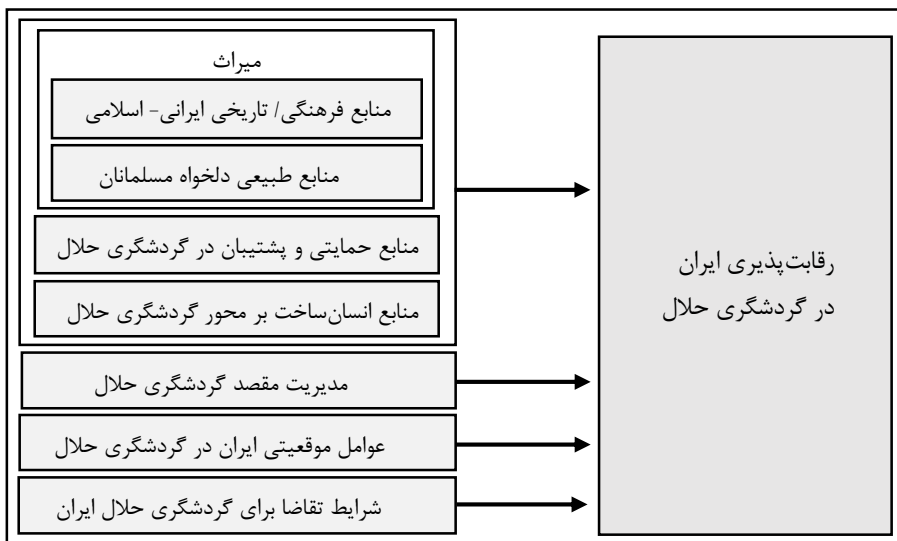 میراث
منابع فرهنگی/ تاریخی ایرانی- اسلامی
منابع طبیعی دلخواه مسلمانان
منابع حمایتی و پشتیبان در گردشگری حلال
منابع انسان‌ساخت بر محور گردشگری حلال
مدیریت مقصد گردشگری حلال
عوامل موقعیتی ایران در گردشگری حلال
شرایط تقاضا برای گردشگری حلال ایران
رقابت‌پذیری ایران
در گردشگری حلال